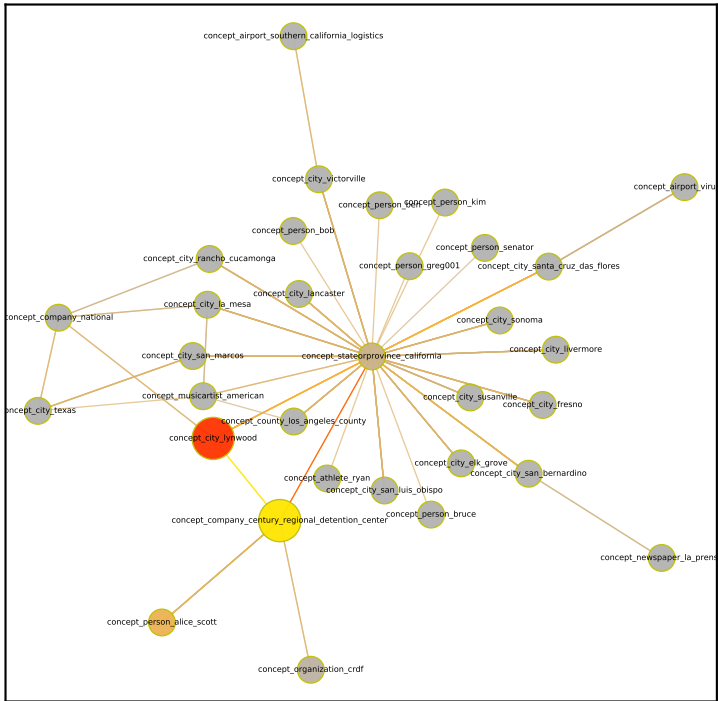 concept_airport_southern_california_logistics
concept_city_victorville
concept_airport_viru
concept_person_ben
concept_person_kim
concept_person_bob
concept_person_senator
concept_city_rancho_cucamonga
concept_person_greg001
concept_city_santa_cruz_das_flores
concept_city_lancaster
concept_city_la_mesa
concept_company_national
concept_city_sonoma
concept_city_san_marcos
concept_stateorprovince_california
concept_city_livermore
concept_musicartist_american
concept_city_susanville
concept_city_fresno
concept_city_texas
concept_county_los_angeles_county
concept_city_lynwood
concept_city_elk_grove
concept_city_san_bernardino
concept_athlete_ryan
concept_city_san_luis_obispo
concept_person_bruce
concept_company_century_regional_detention_center
concept_newspaper_la_prens
concept_person_alice_scott
concept_organization_crdf